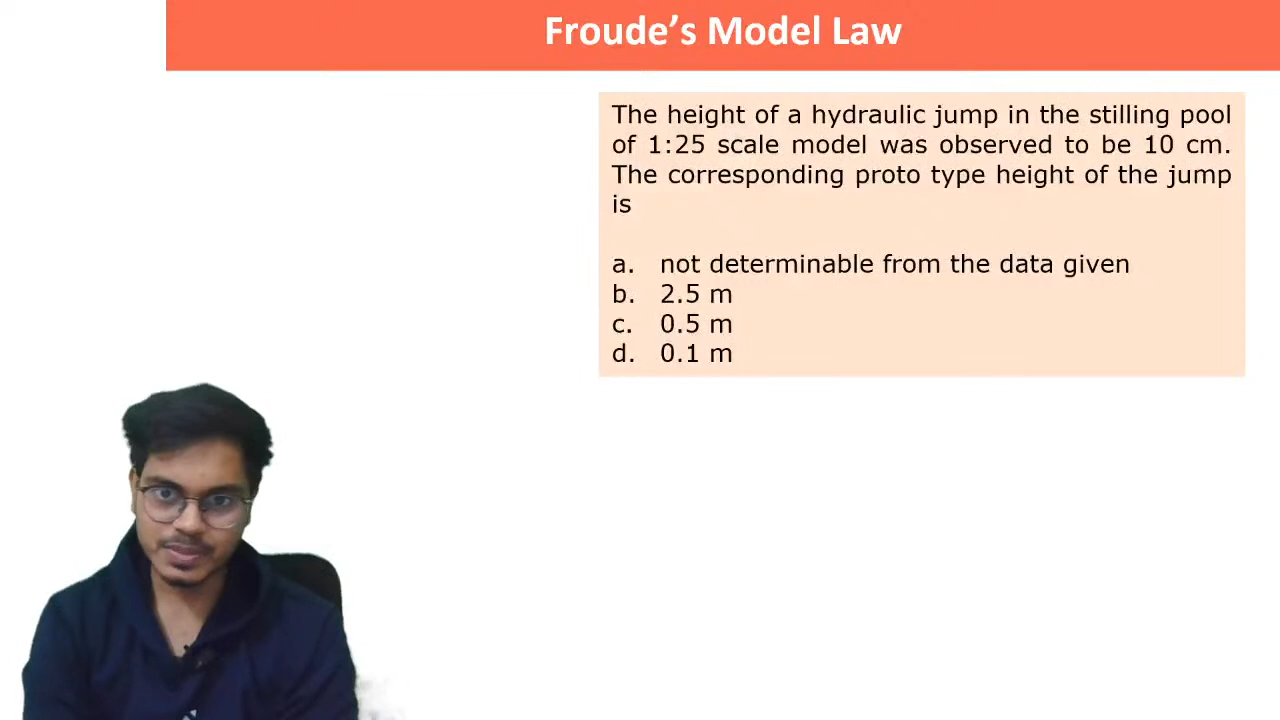 Froude’s Model Law
The height of a hydraulic jump in the stilling pool
of 1:25 scale model was observed to be 10 cm.
The corresponding proto type height of the jump
is
a. not determinable from the data given
b. 2.5 m
c. 0.5 m
d. 0.1 m